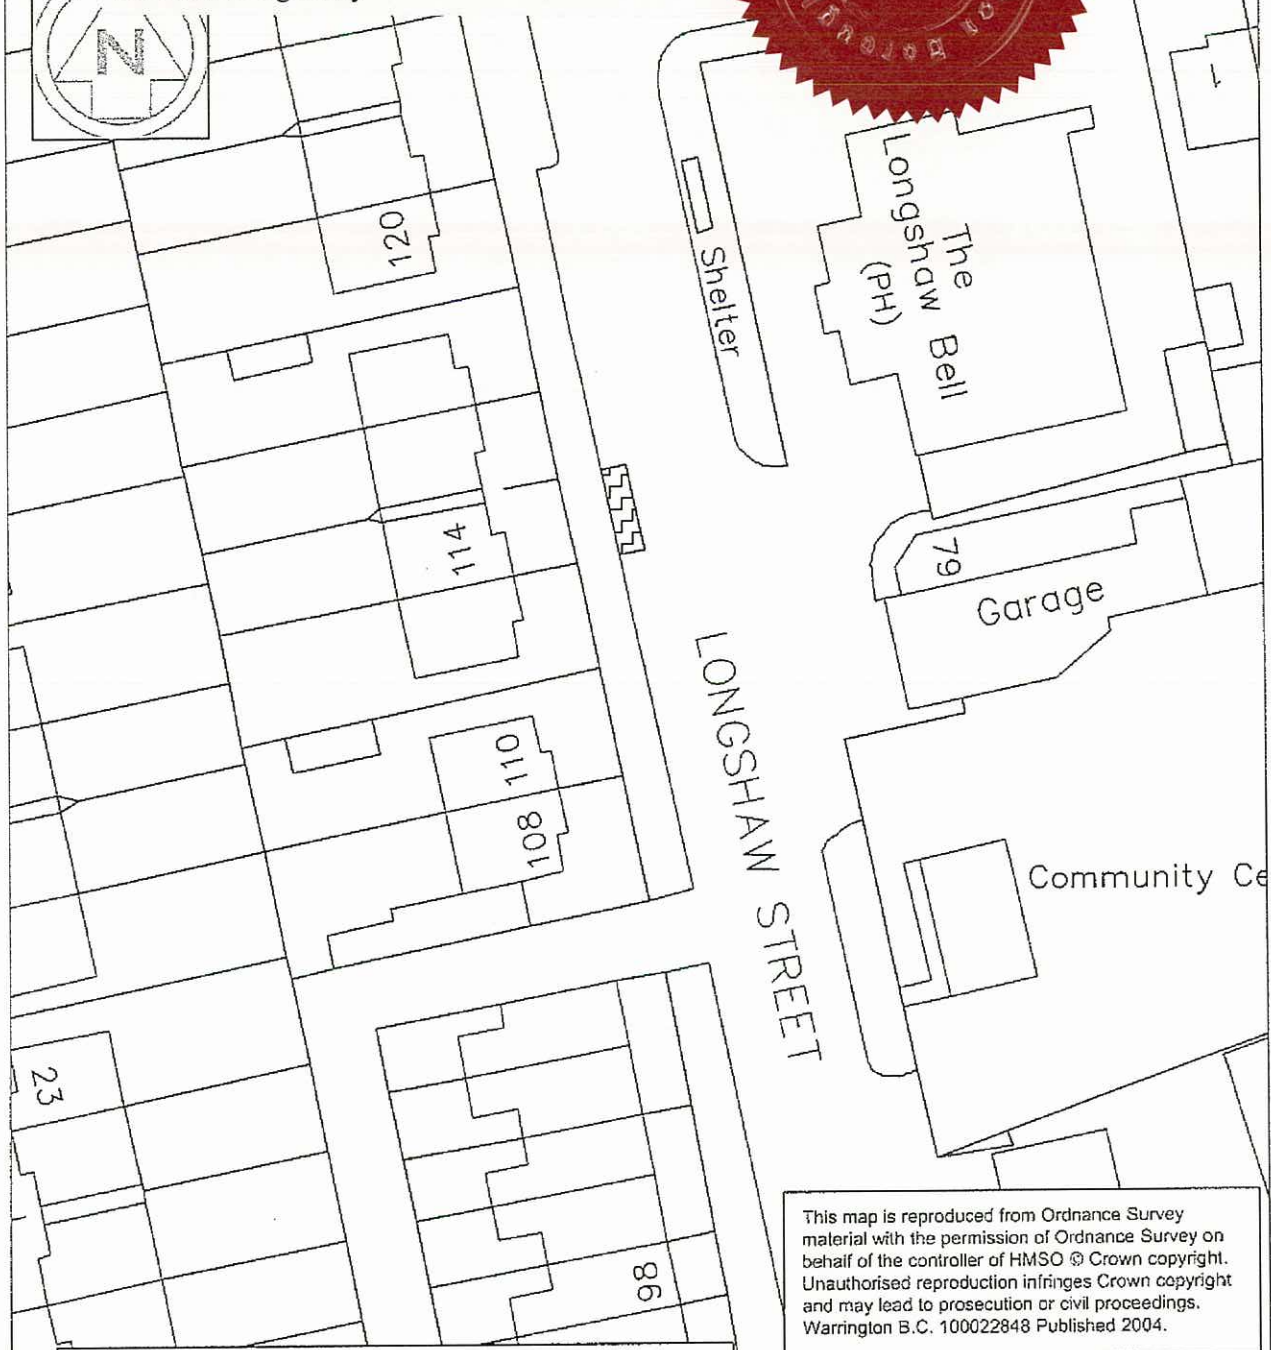 N
1
The
Longshaw Bell
(PH)
120
Shelter
114
79
Garage
LONGSHAW STREET
110
108
Community Ce
23
98
This map is reproduced from Ordnance Survey
material with the permission of Ordnance Survey on
behalf of the controller of HMSO © Crown copyright.
Unauthorised reproduction infringes Crown copyright
and may lead to prosecution or civil proceedings.
Warrington B.C. 100022848 Published 2004.